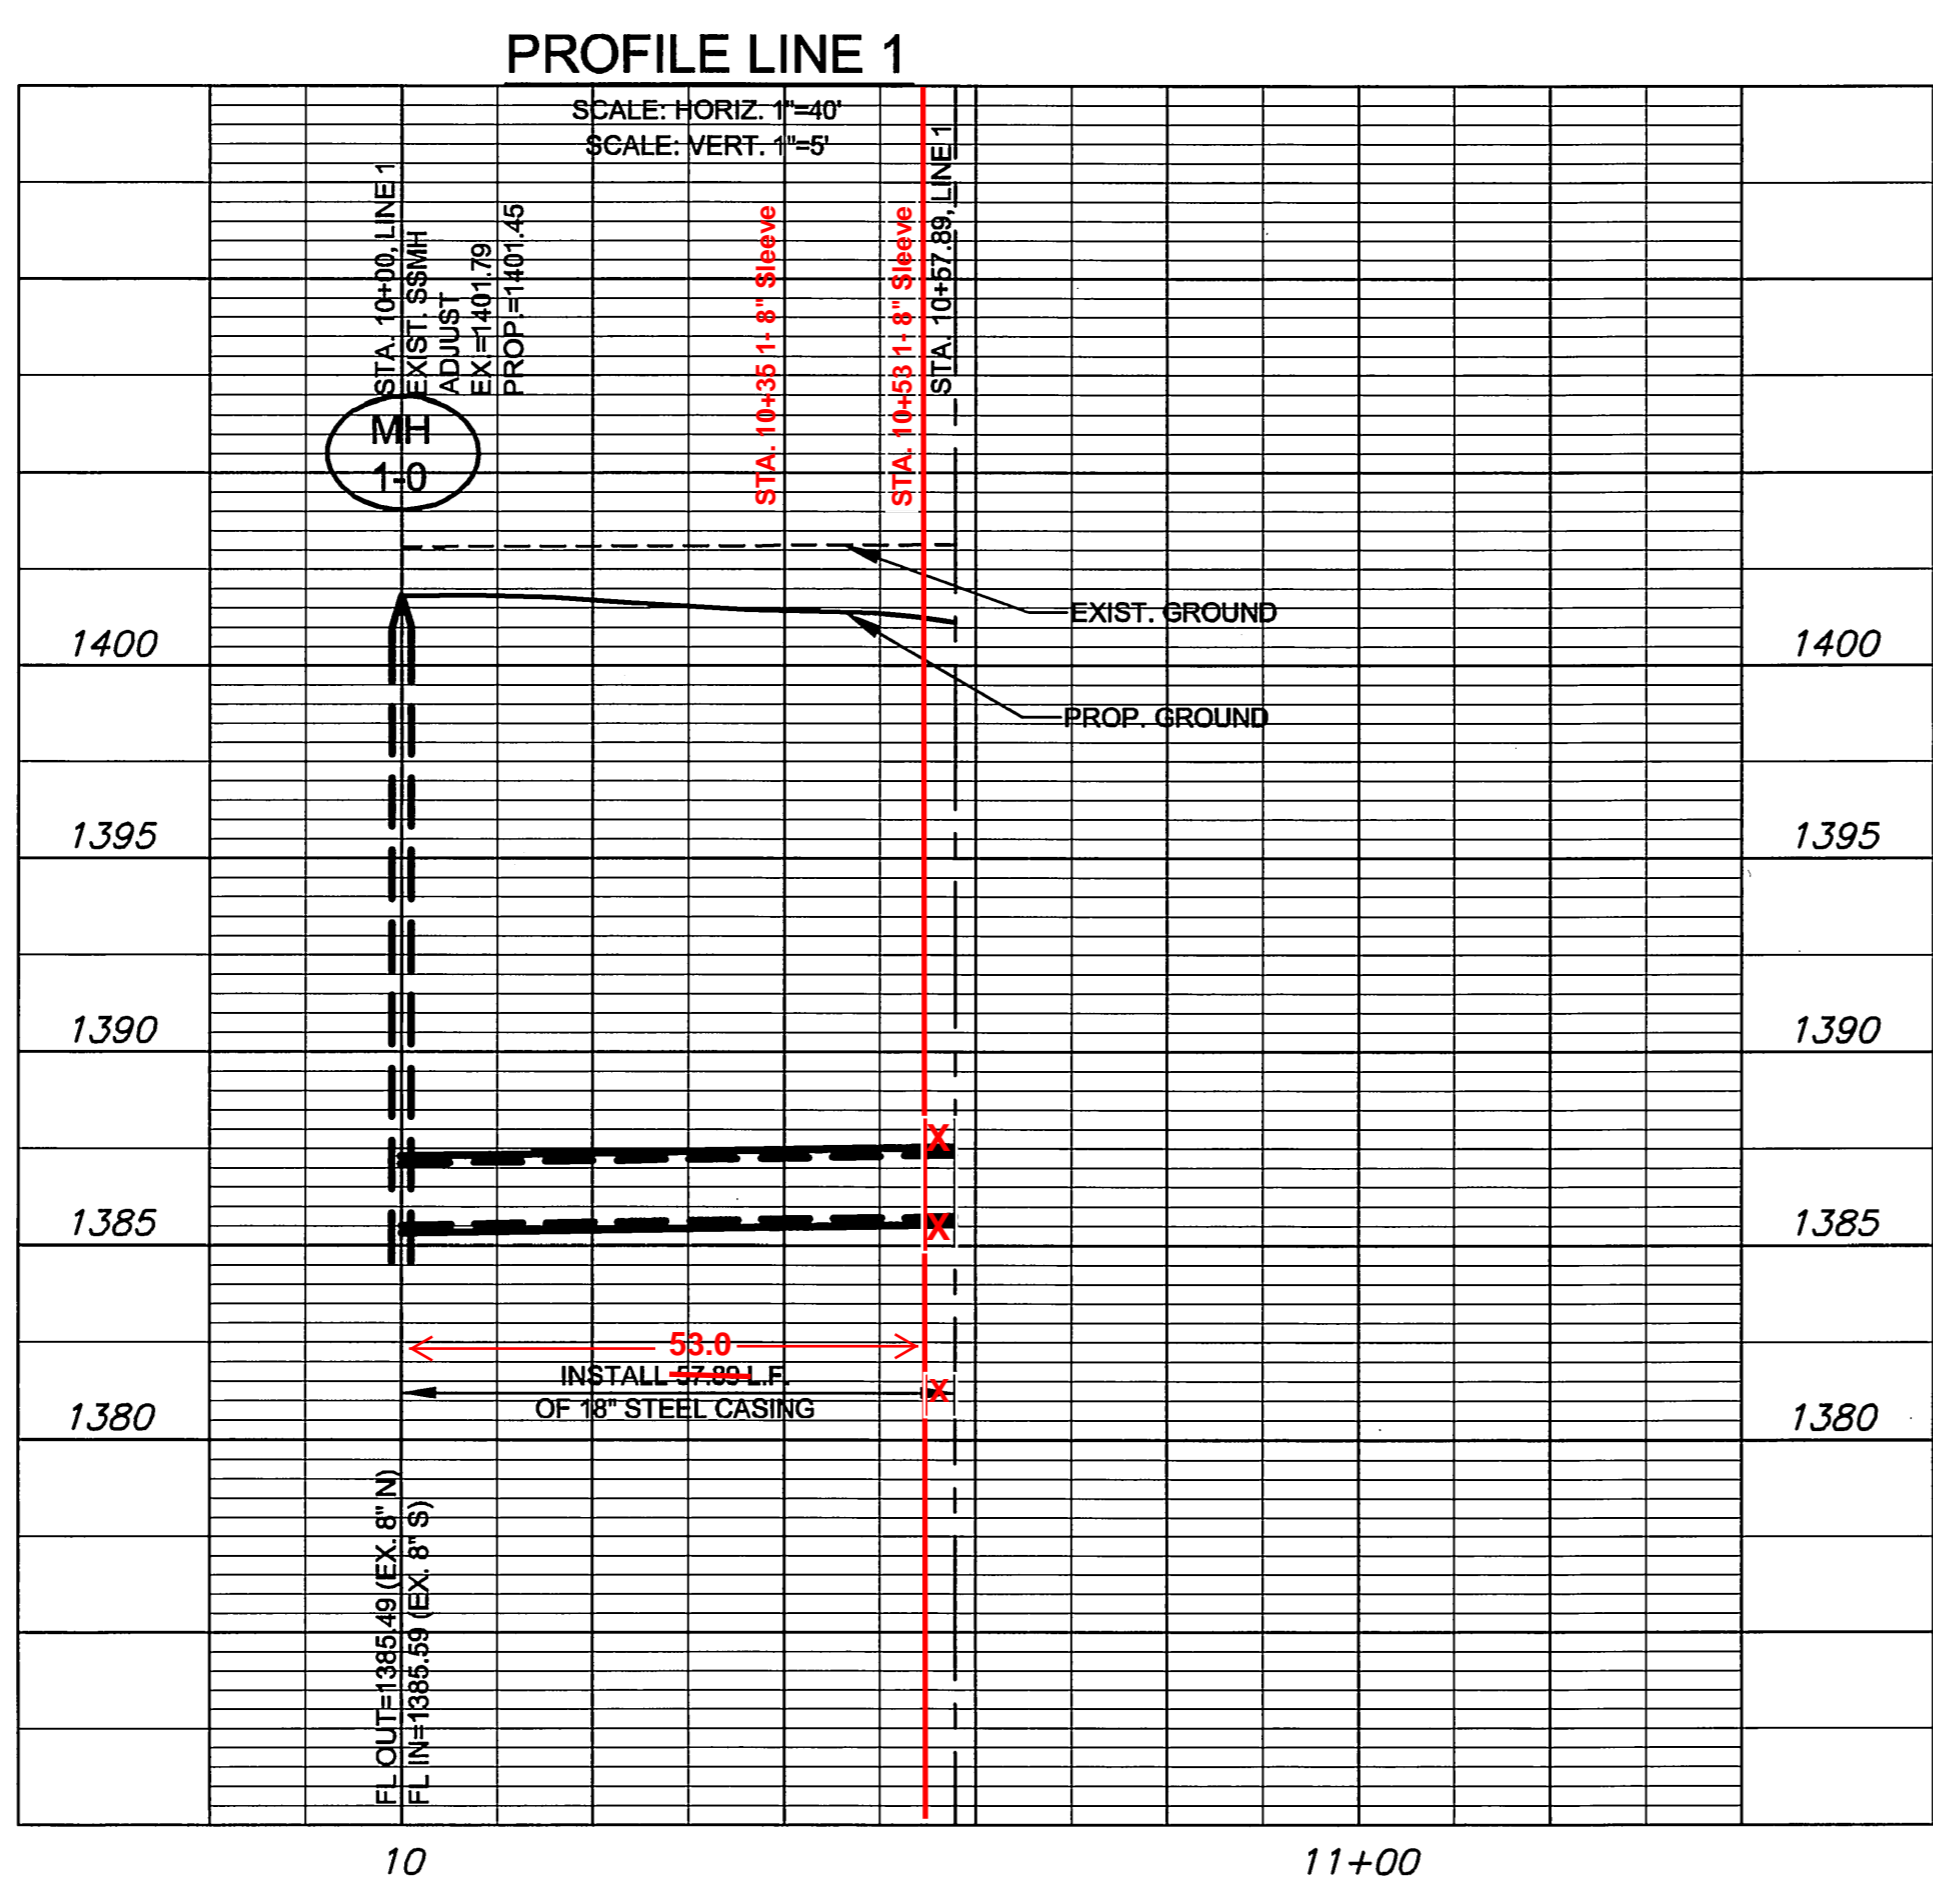 PROFILE LINE 1
SCALE: HORIZ. 1"=40'
SCALE: VERT. 1"=5'
STA. 10+00, LINE 1
EXIST. SSMH
ADJUST
EX.=1401.79
PROP.=1401.45
STA. 10+35 1- 8" Sleeve
STA. 10+53 1- 8" Sleeve
STA. 10+57.89, LINE 1
MH
1-0
EXIST. GROUND
PROP. GROUND
1400
1400
1395
1395
1390
1390
1385
1385
X
X
53.0
INSTALL 57.89 L.F.
OF 18" STEEL CASING
X
1380
1380
FL OUT=1385.49 (EX. 8" N)
FL IN=1385.59 (EX. 8" S)
10
11+00